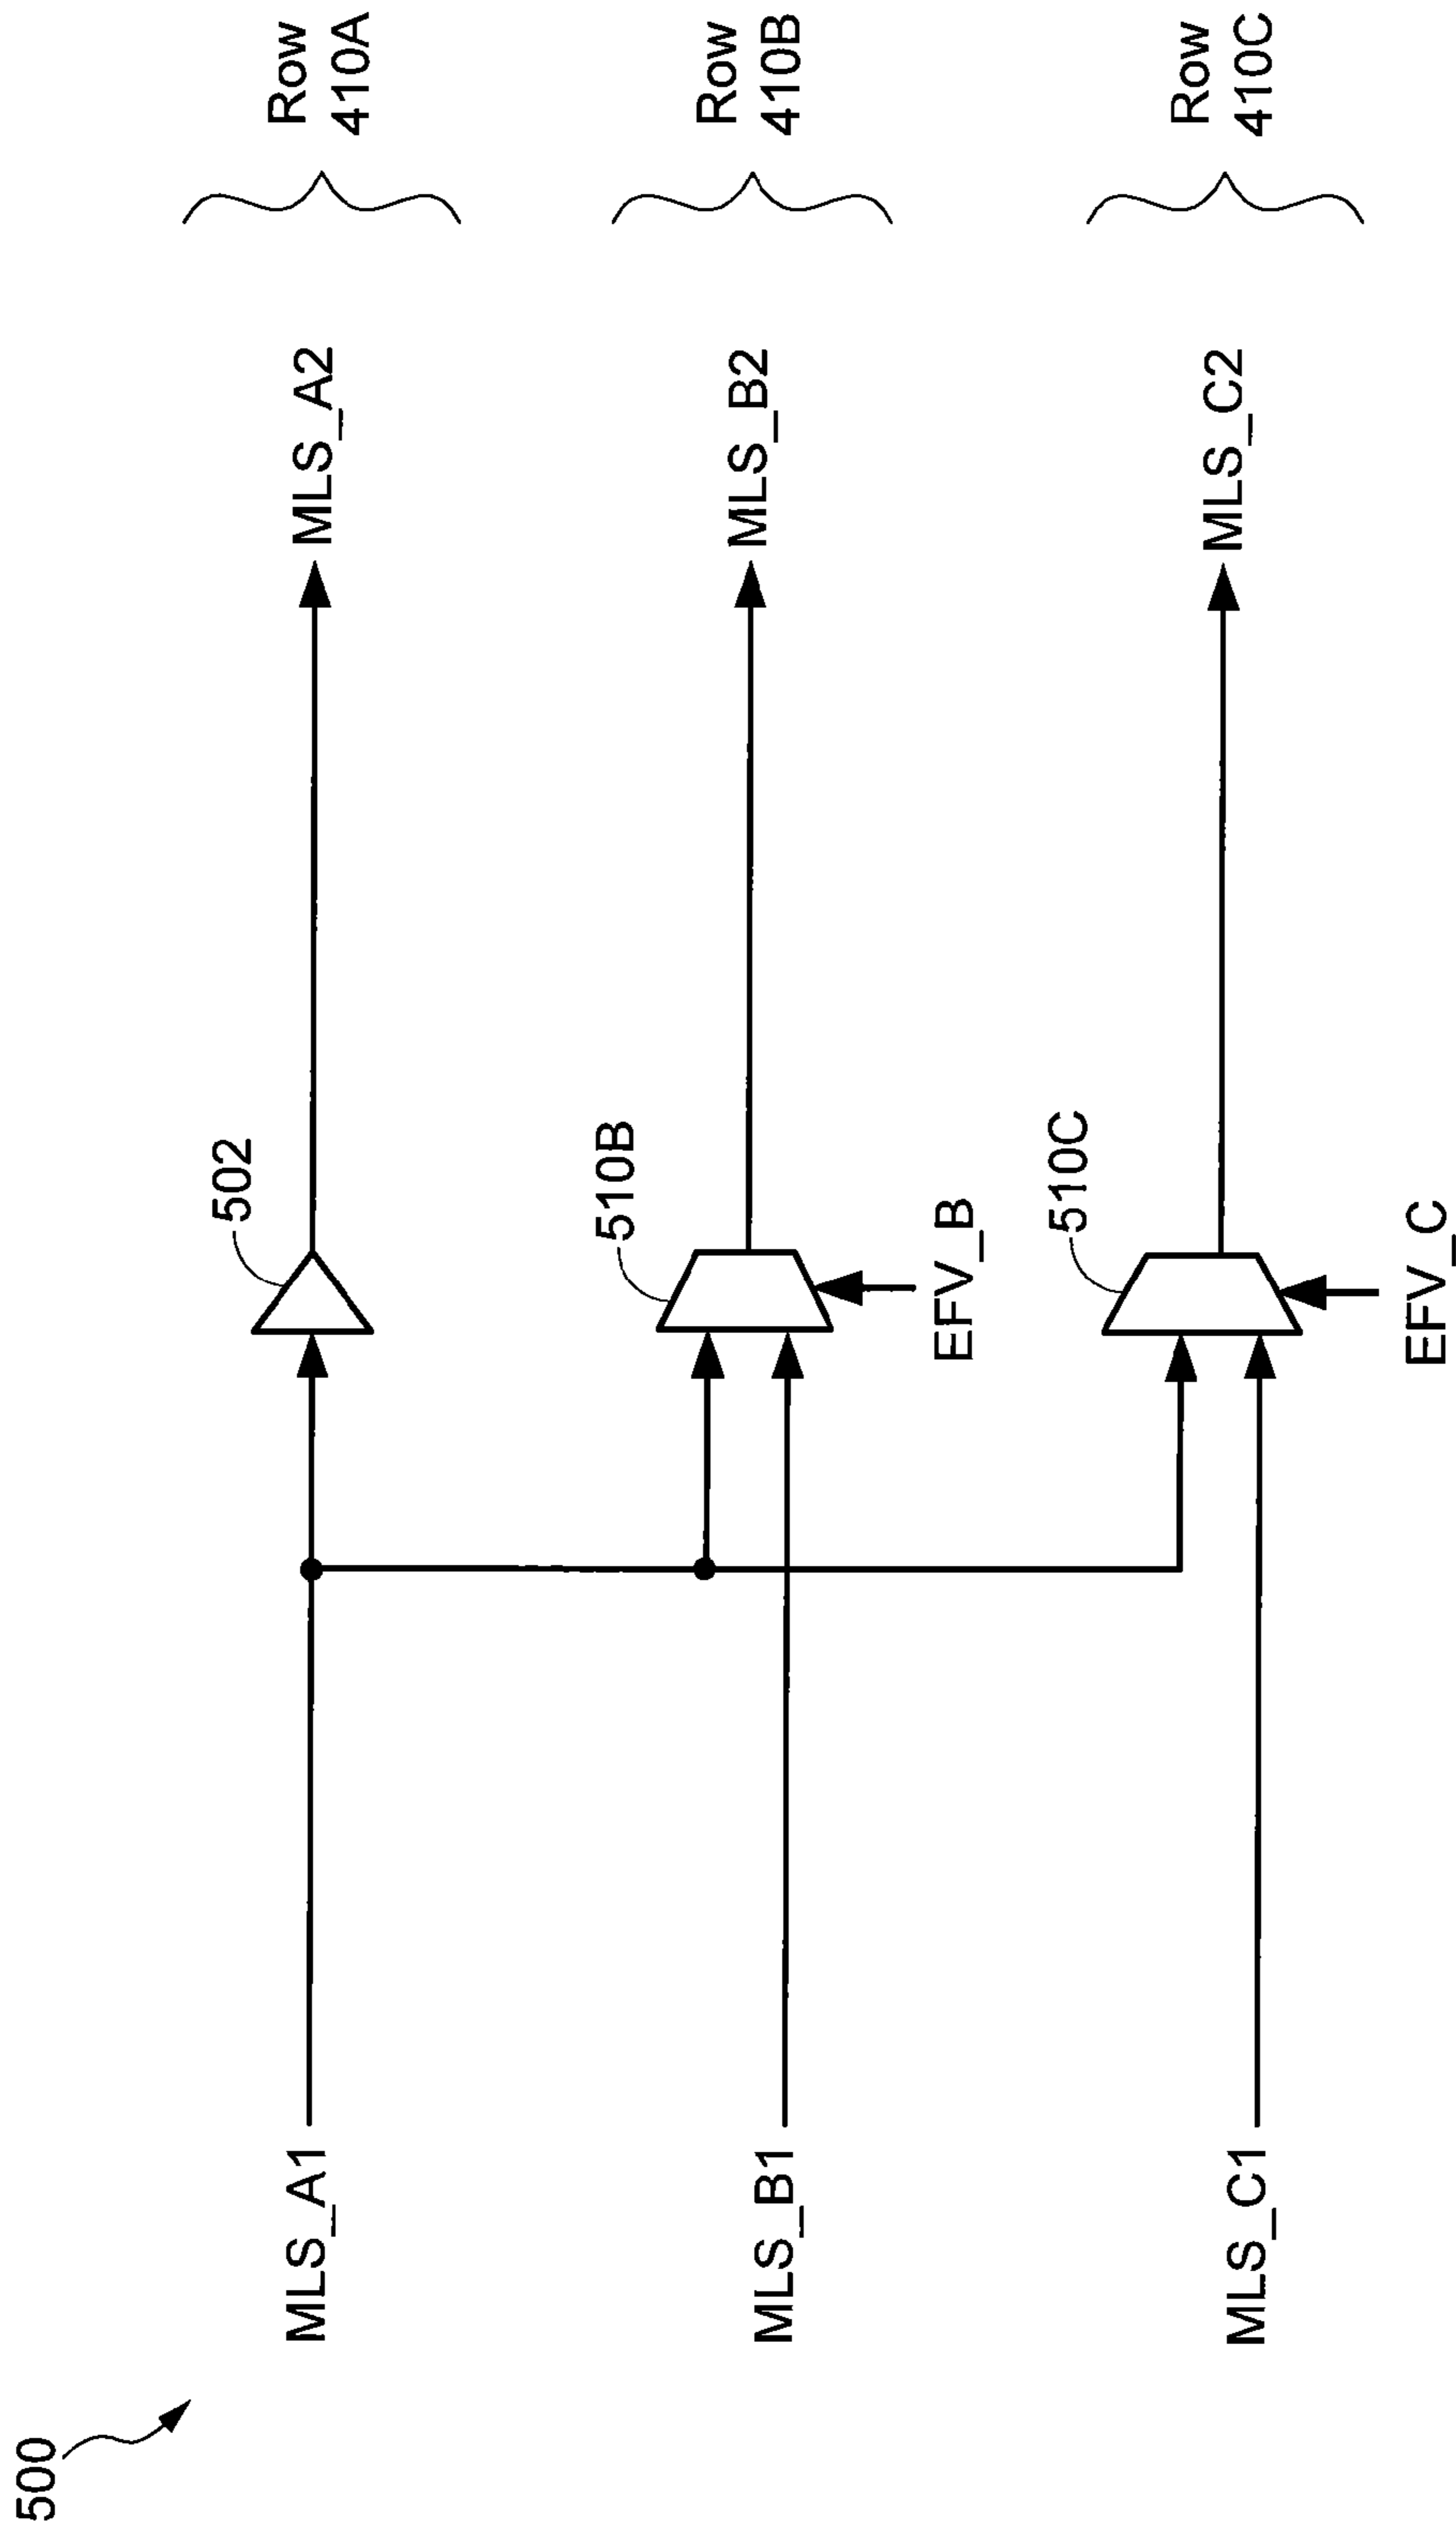 500
MLS_A1
502
MLS_A2
Row
410A
MLS_B1
510B
EFV_B
MLS_B2
Row
410B
MLS_C1
510C
EFV_C
MLS_C2
Row
410C